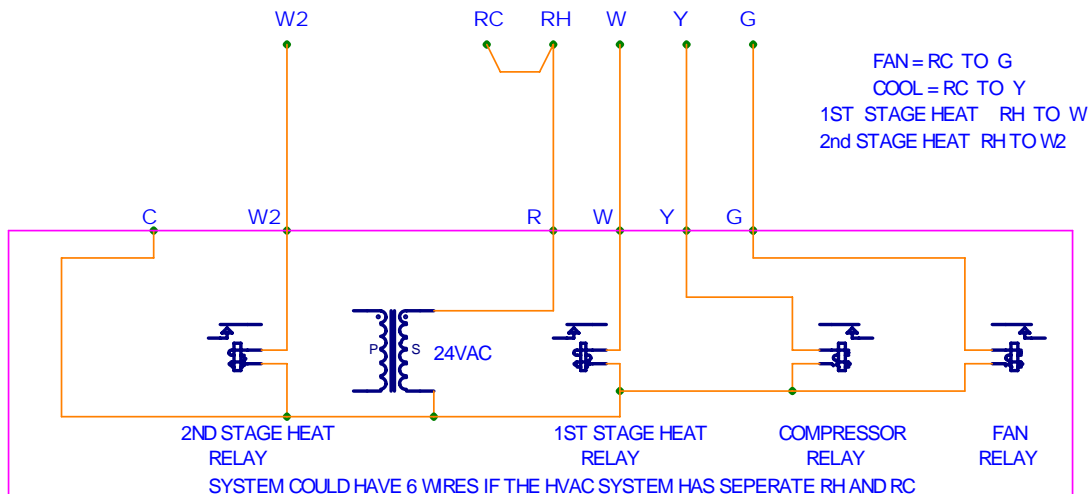 W2 RC RH W Y G
FAN = RC TO G
COOL = RC TO Y
1ST STAGE HEAT RH TO W
2nd STAGE HEAT RH TO W2
C W2 R W Y G
P S 24VAC
2ND STAGE HEAT RELAY
1ST STAGE HEAT RELAY
COMPRESSOR RELAY
FAN RELAY
SYSTEM COULD HAVE 6 WIRES IF THE HVAC SYSTEM HAS SEPERATE RH AND RC